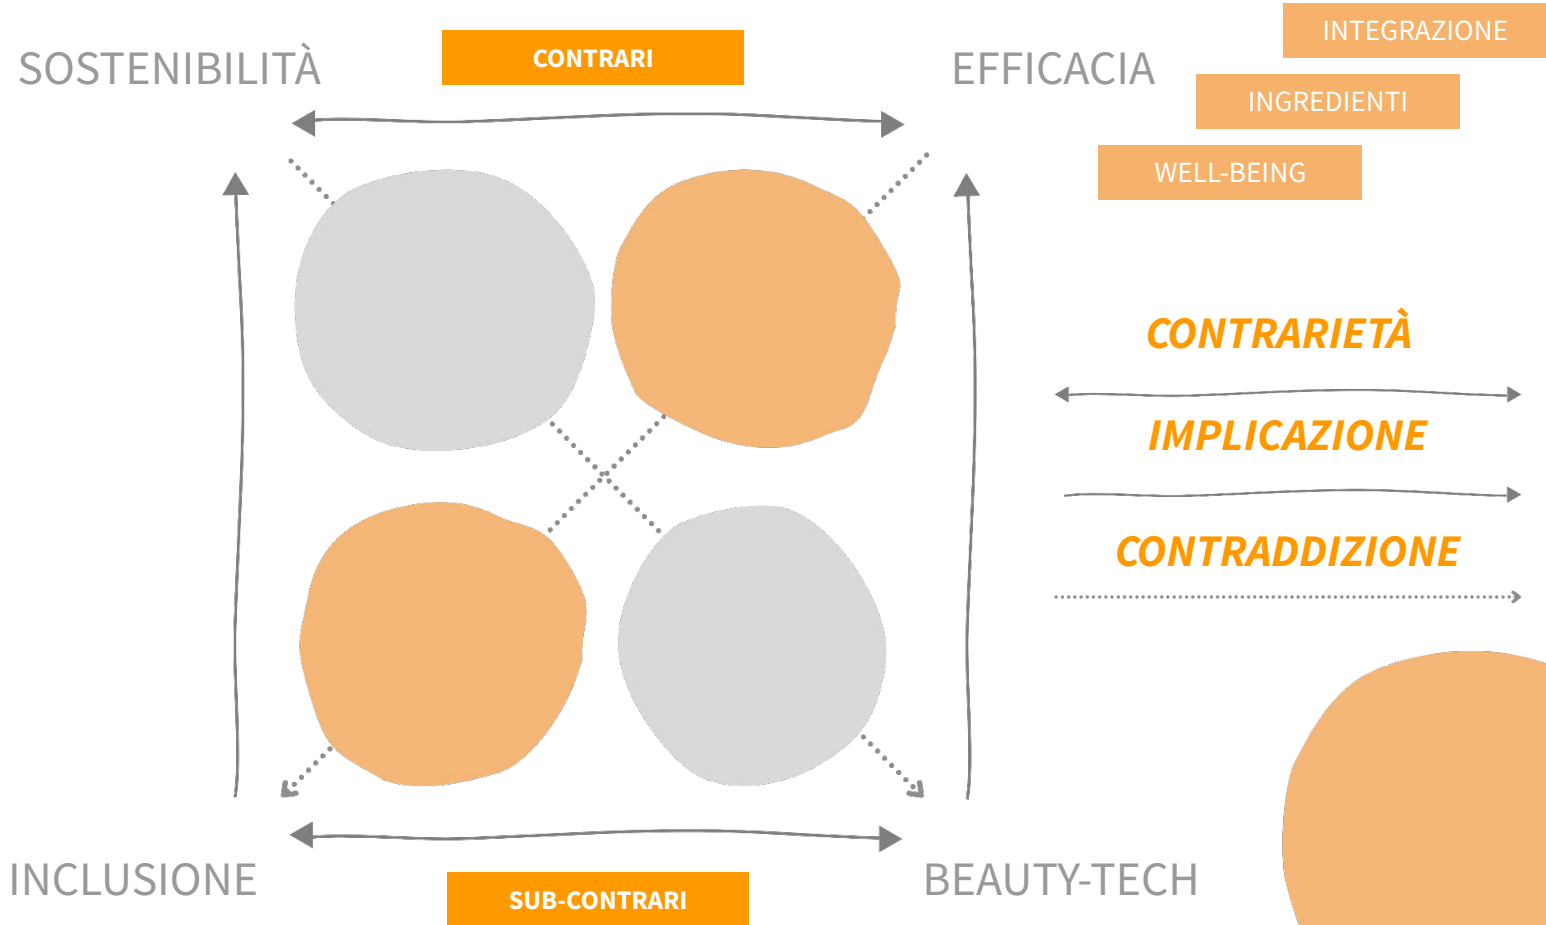 SOSTENIBILITÀ
CONTRARI
EFFICACIA
INTEGRAZIONE
INGREDIENTI
WELL-BEING
CONTRARIETÀ
IMPLICAZIONE
CONTRADDIZIONE
INCLUSIONE
SUB-CONTRARI
BEAUTY-TECH